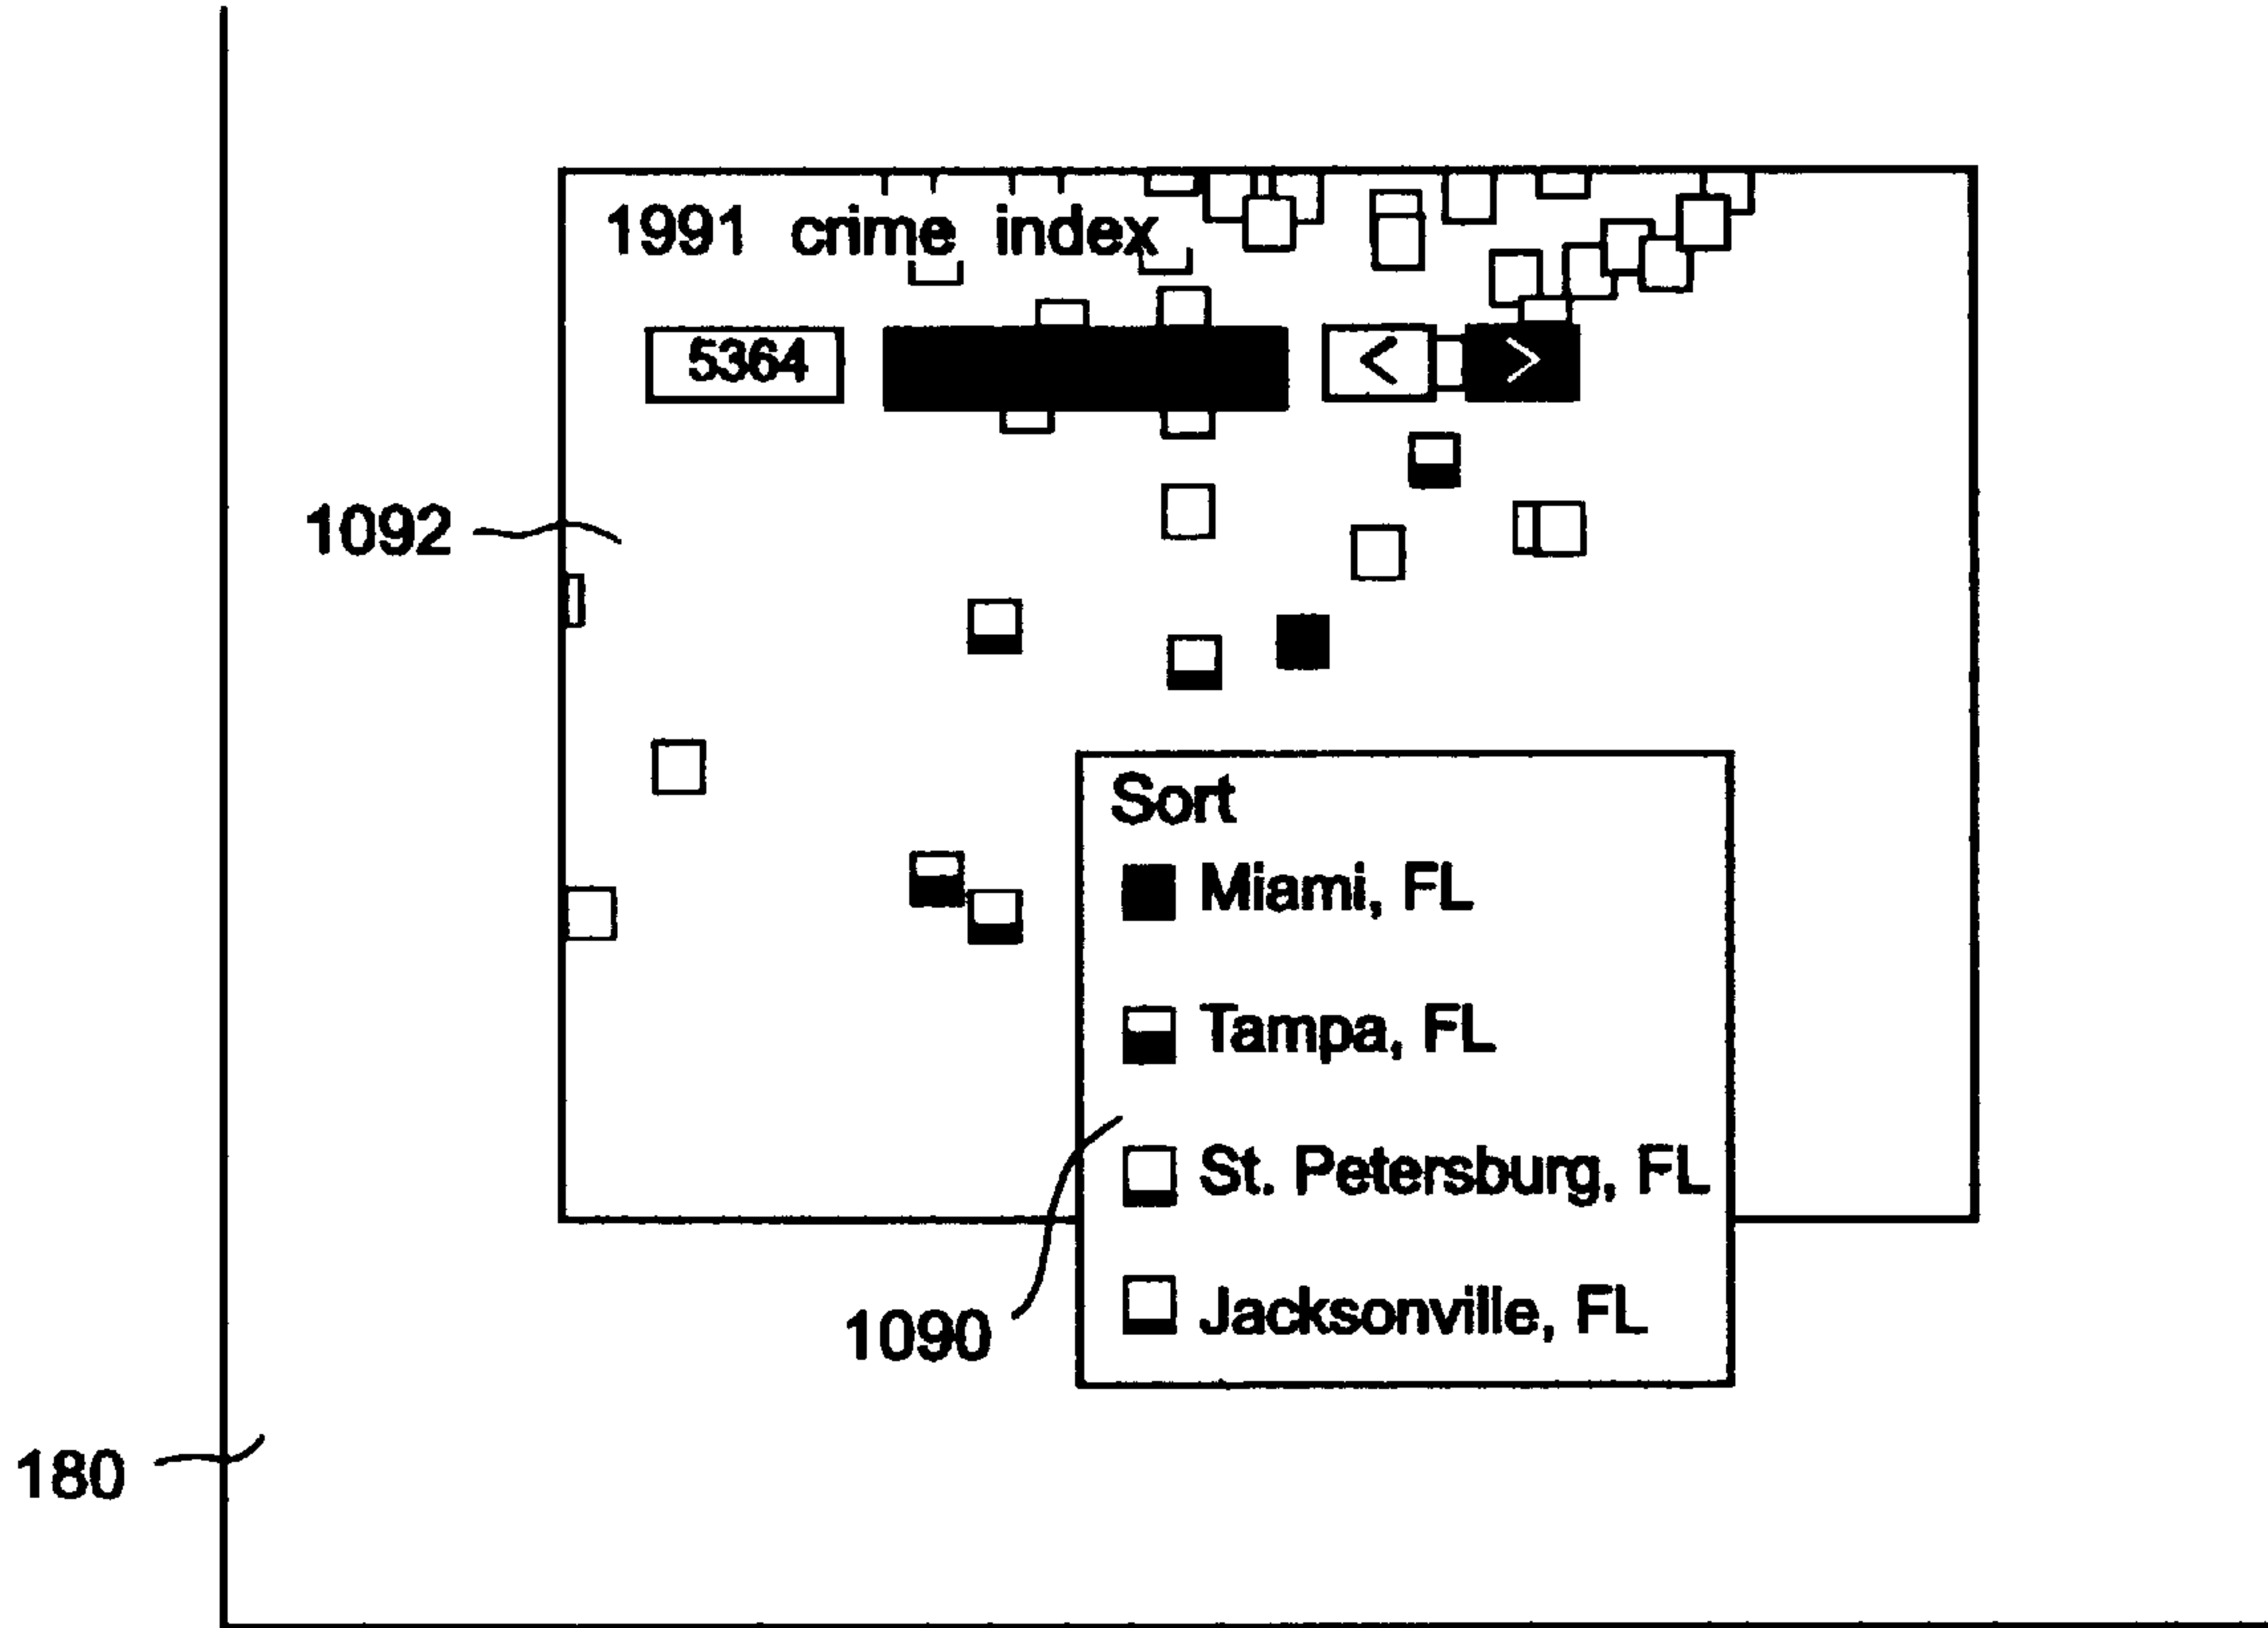 1991 crime index
5364 < >
1092
Sort
Miami, FL
Tampa, FL
St. Petersburg, FL
Jacksonville, FL
1090
180